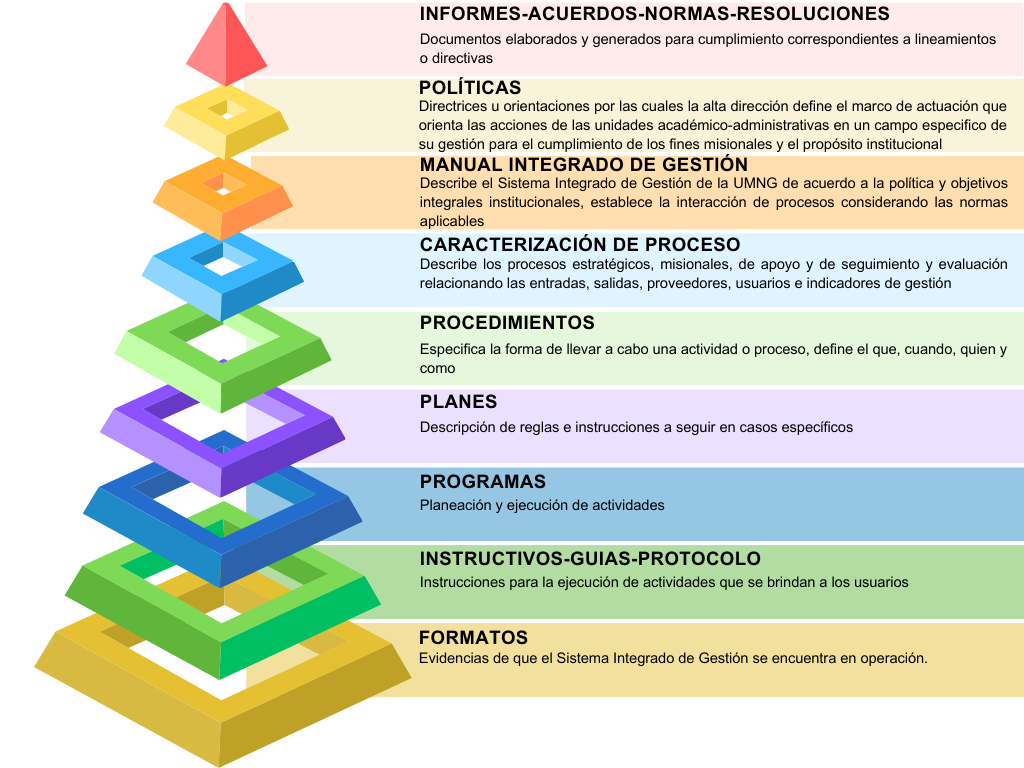 INFORMES-ACUERDOS-NORMAS-RESOLUCIONES
Documentos elaborados y generados para cumplimiento correspondientes a lineamientos
o directivas
POLÍTICAS
Directrices u orientaciones por las cuales la alta dirección define el marco de actuación que
orienta las acciones de las unidades académico-administrativas en un campo especifico de
su gestión para el cumplimiento de los fines misionales y el propósito institucional
MANUAL INTEGRADO DE GESTIÓN
Describe el Sistema Integrado de Gestión de la UMNG de acuerdo a la política y objetivos
integrales institucionales, establece la interacción de procesos considerando las normas
aplicables
CARACTERIZACIÓN DE PROCESO
Describe los procesos estratégicos, misionales, de apoyo y de seguimiento y evaluación
relacionando las entradas, salidas, proveedores, usuarios e indicadores de gestión
PROCEDIMIENTOS
Especifica la forma de llevar a cabo una actividad o proceso, define el que, cuando, quien y
como
PLANES
Descripción de reglas e instrucciones a seguir en casos específicos
PROGRAMAS
Planeación y ejecución de actividades
INSTRUCTIVOS-GUIAS-PROTOCOLO
Instrucciones para la ejecución de actividades que se brindan a los usuarios
FORMATOS
Evidencias de que el Sistema Integrado de Gestión se encuentra en operación.